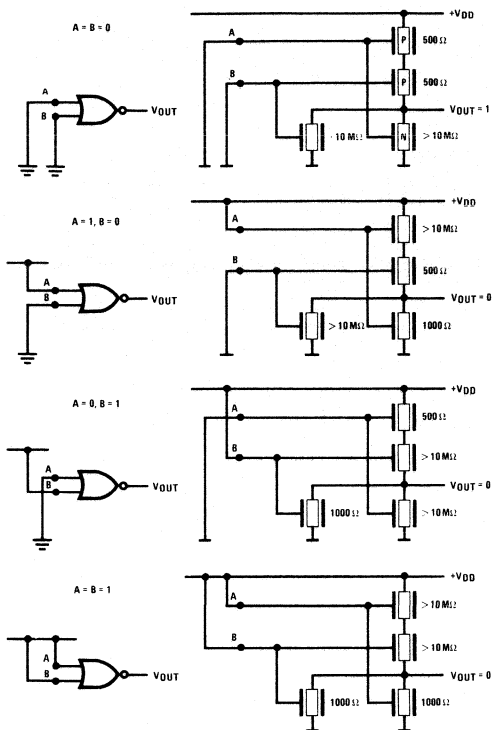 A = B = 0
+VDD
A
P
500 Ω
B
P
500 Ω
A
B
VOUT
VOUT = 1
10 MΩ
N
> 10 MΩ
A = 1, B = 0
+VDD
A
> 10 MΩ
B
500 Ω
A
B
VOUT
VOUT = 0
> 10 MΩ
1000 Ω
A = 0, B = 1
+VDD
A
500 Ω
B
> 10 MΩ
A
B
VOUT
VOUT = 0
1000 Ω
> 10 MΩ
A = B = 1
+VDD
A
> 10 MΩ
B
> 10 MΩ
A
B
VOUT
VOUT = 0
1000 Ω
1000 Ω